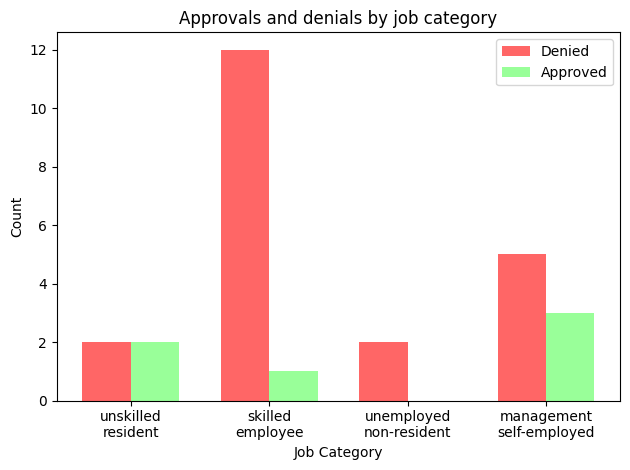 Approvals and denials by job category
Denied
Approved
12
10
8
6
4
2
0
Count
unskilled
resident
skilled
employee
unemployed
non-resident
management
self-employed
Job Category